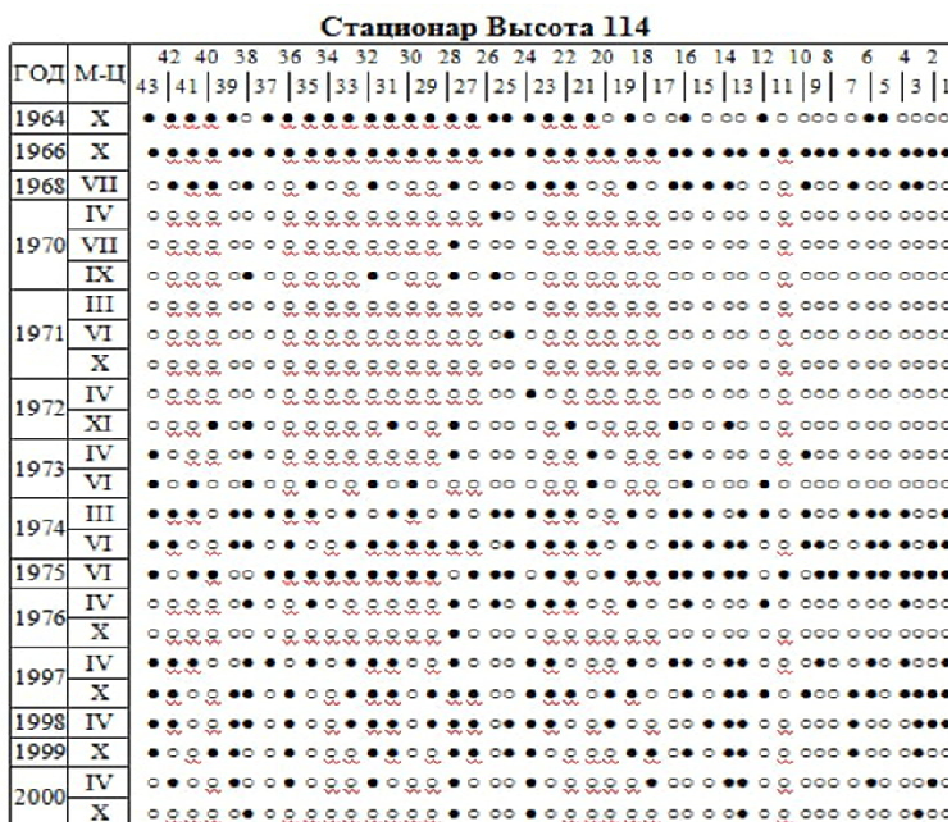 Стационар Высота 114
42 40 38 36 34 32 30 28 26 24 22 20 18 16 14 12 10 8 6 4 2
ГОД М-Ц
43 |41 |39 |37 |35 |33 |31 |29 |27 |25 |23 |21 |19 |17 |15 |13 |11 |9 | 7 | 5 | 3 | 1
1964 X
1966 X
1968 VII
1970 IV
VII
IX
1971 III
VI
X
1972 IV
XI
1973 IV
VI
1974 III
VI
1975 VI
1976 IV
X
1997 IV
X
1998 IV
1999 X
2000 IV
X